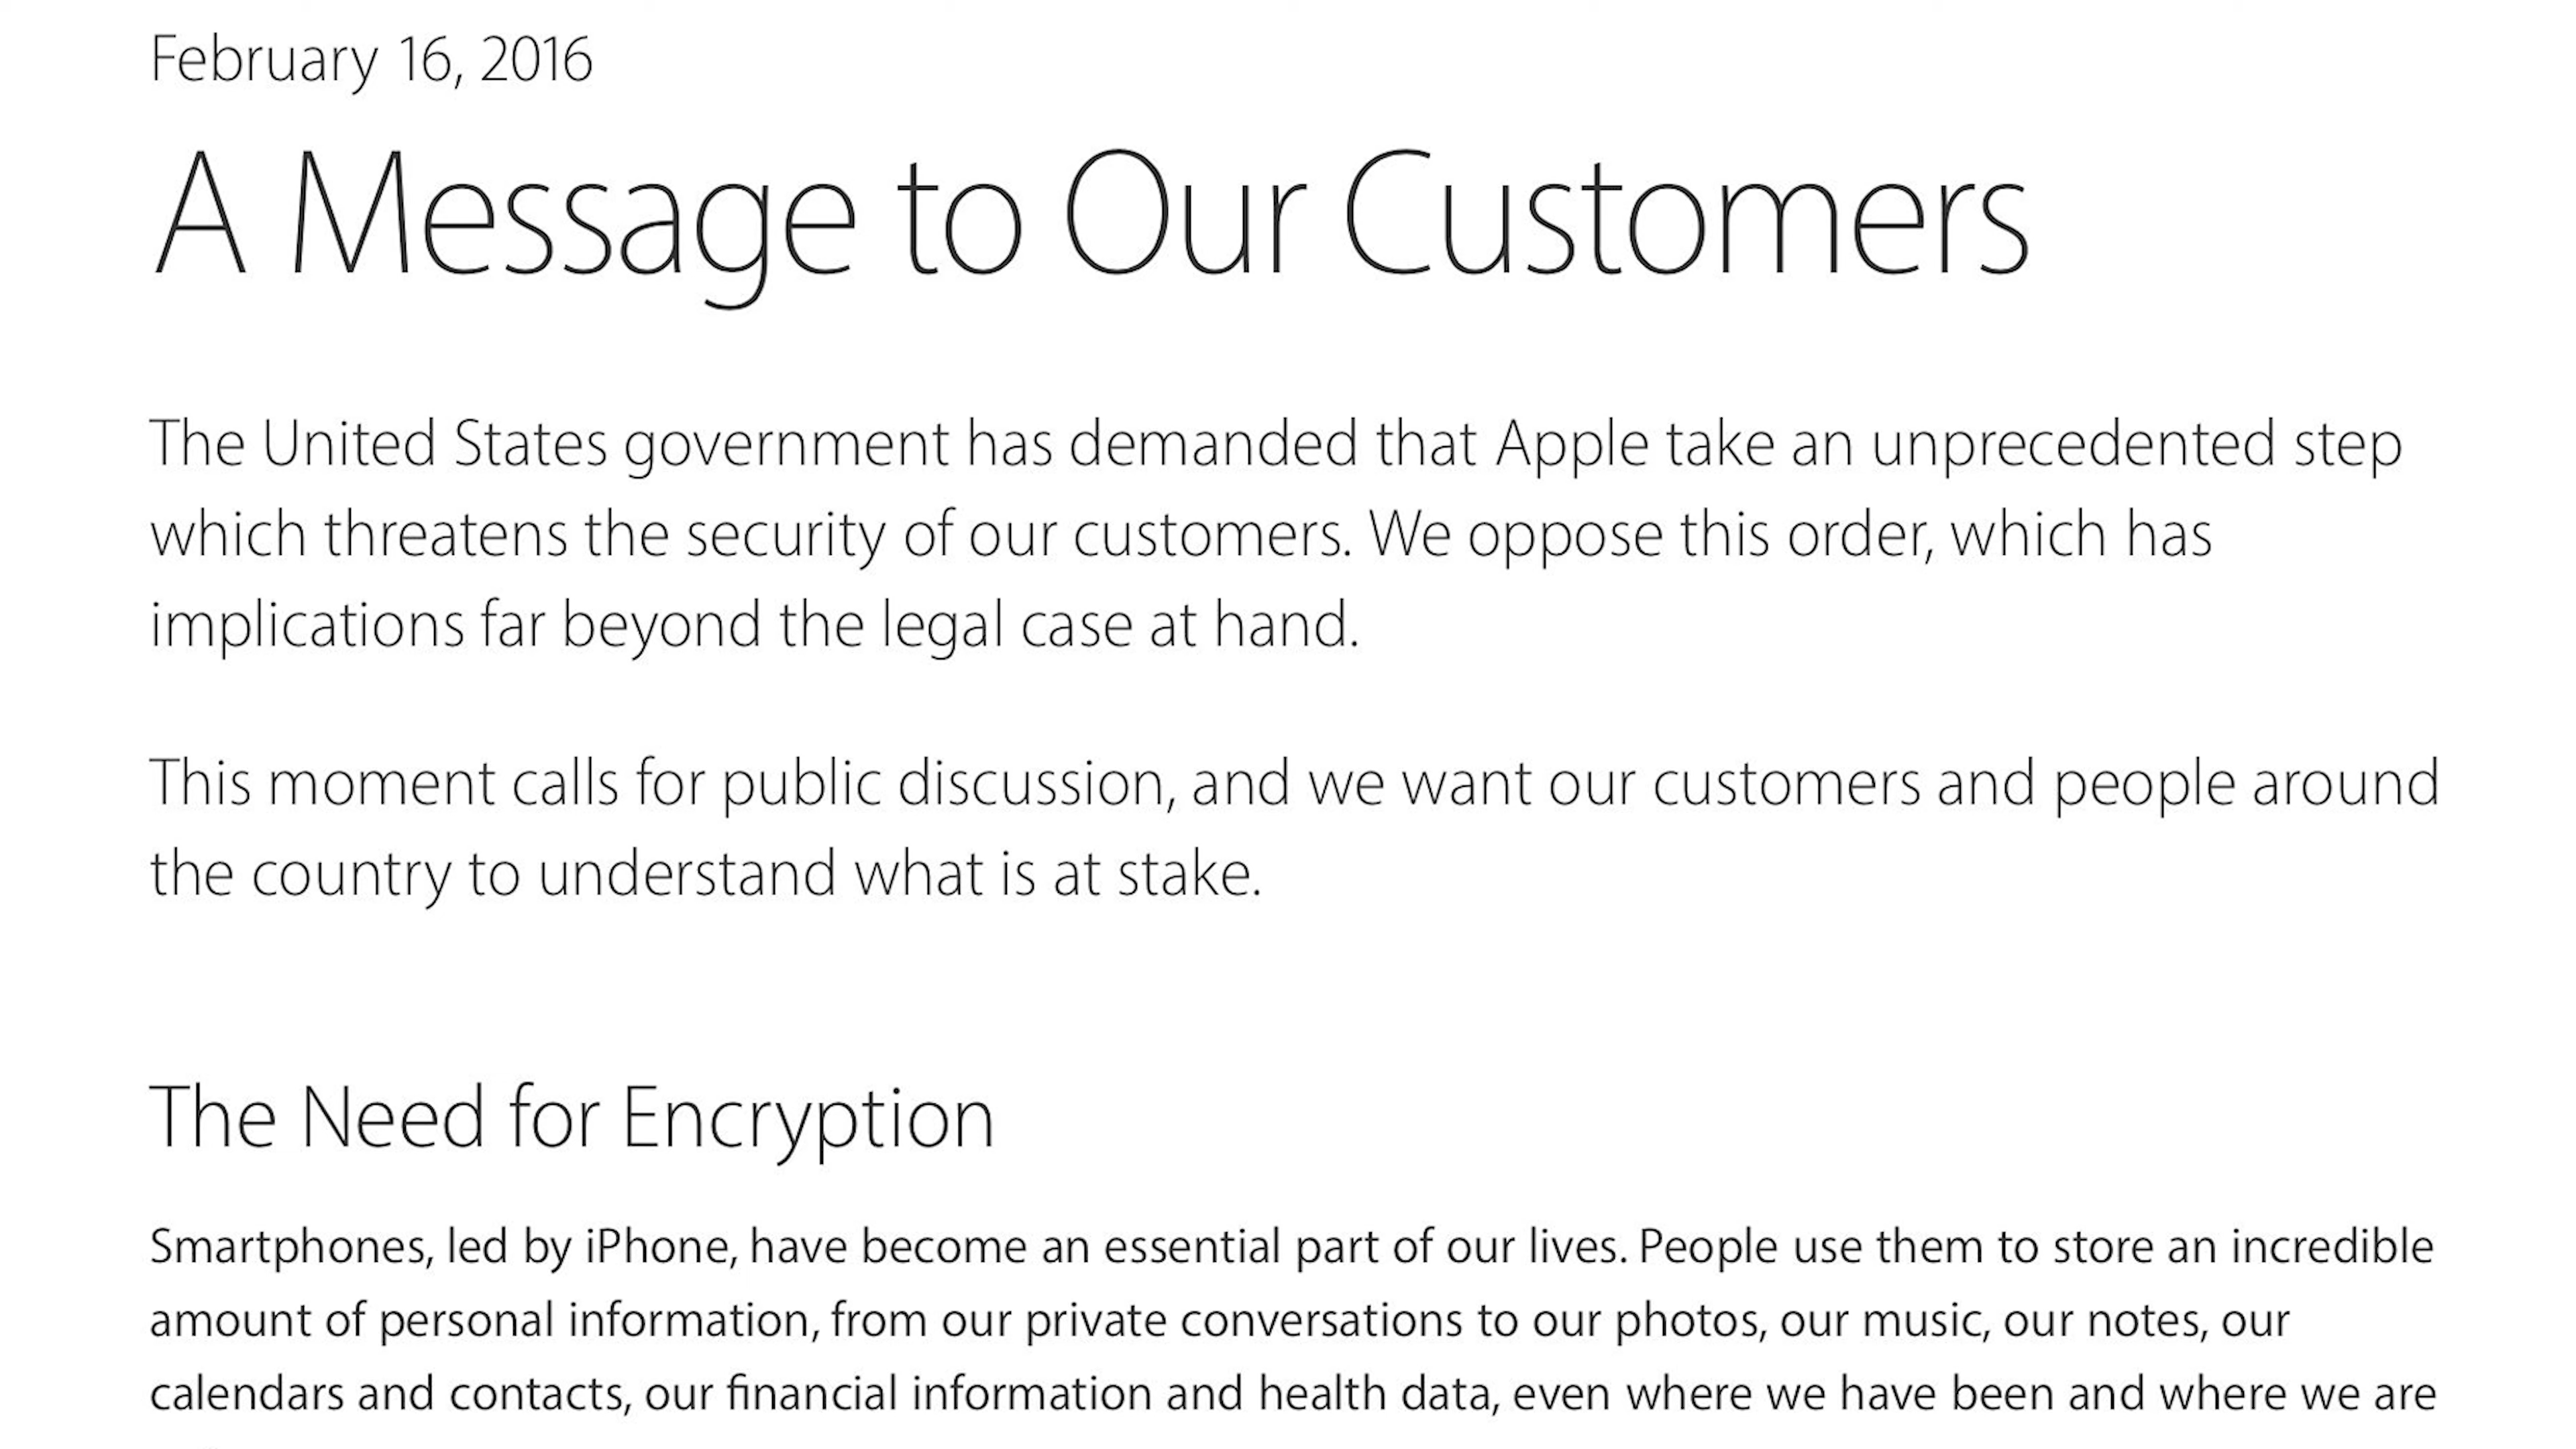 February 16, 2016
A Message to Our Customers
The United States government has demanded that Apple take an unprecedented step
which threatens the security of our customers. We oppose this order, which has
implications far beyond the legal case at hand.
This moment calls for public discussion, and we want our customers and people around
the country to understand what is at stake.
The Need for Encryption
Smartphones, led by iPhone, have become an essential part of our lives. People use them to store an incredible
amount of personal information, from our private conversations to our photos, our music, our notes, our
calendars and contacts, our financial information and health data, even where we have been and where we are